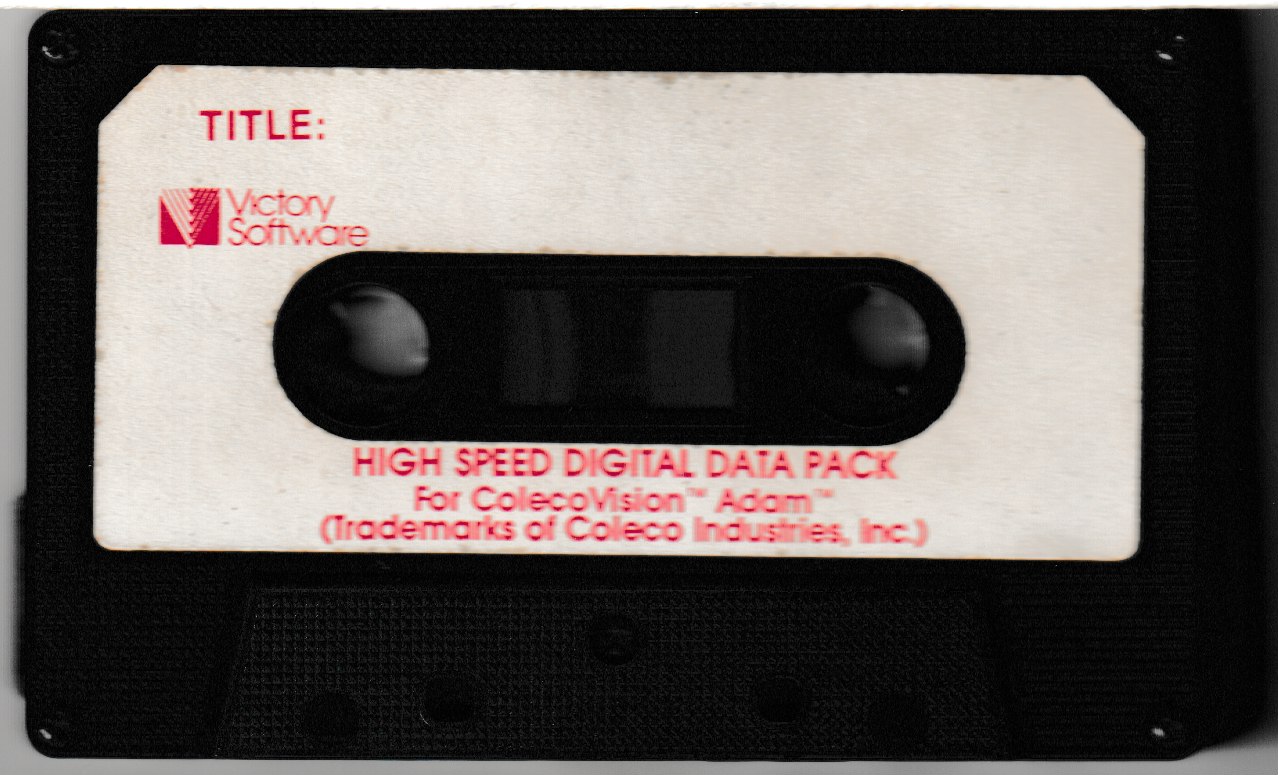 TITLE:
Victory
Software
HIGH SPEED DIGITAL DATA PACK
For ColecoVision™ Adam™
(Trademarks of Coleco Industries, Inc.)